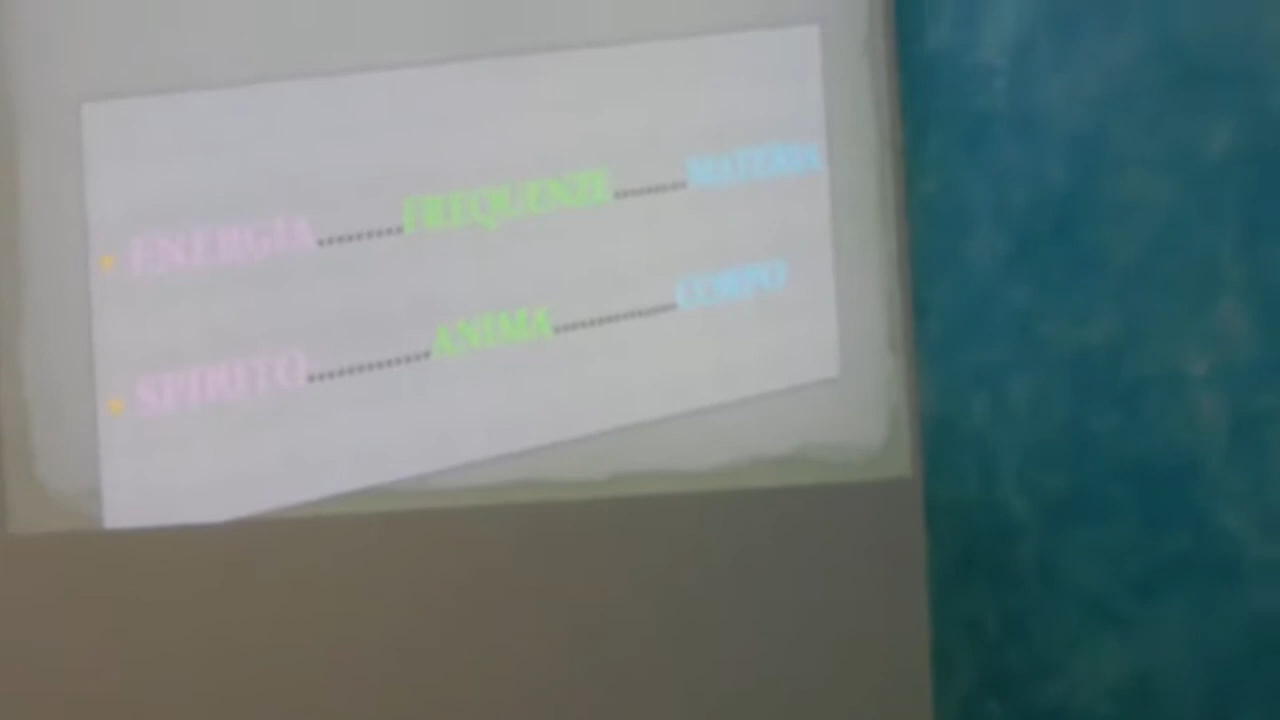 • ENERGIA.........FREQUENZE........MATERIA
• SPIRITO............ANIMA.............CORPO